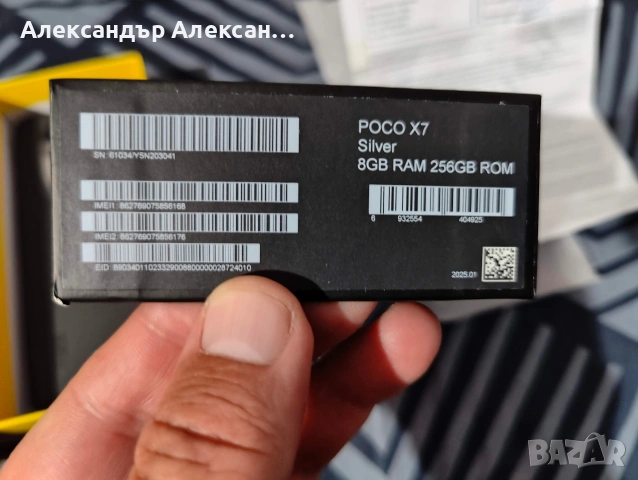 Александър Алексан...
SN: 61034/Y5N203041
IMEI1: 862769075856168
IMEI2: 862769075856176
EID: 89034011023329008800000028724010
POCO X7
Silver
8GB RAM 256GB ROM
6 932554 404925
2025.01
BAZAR